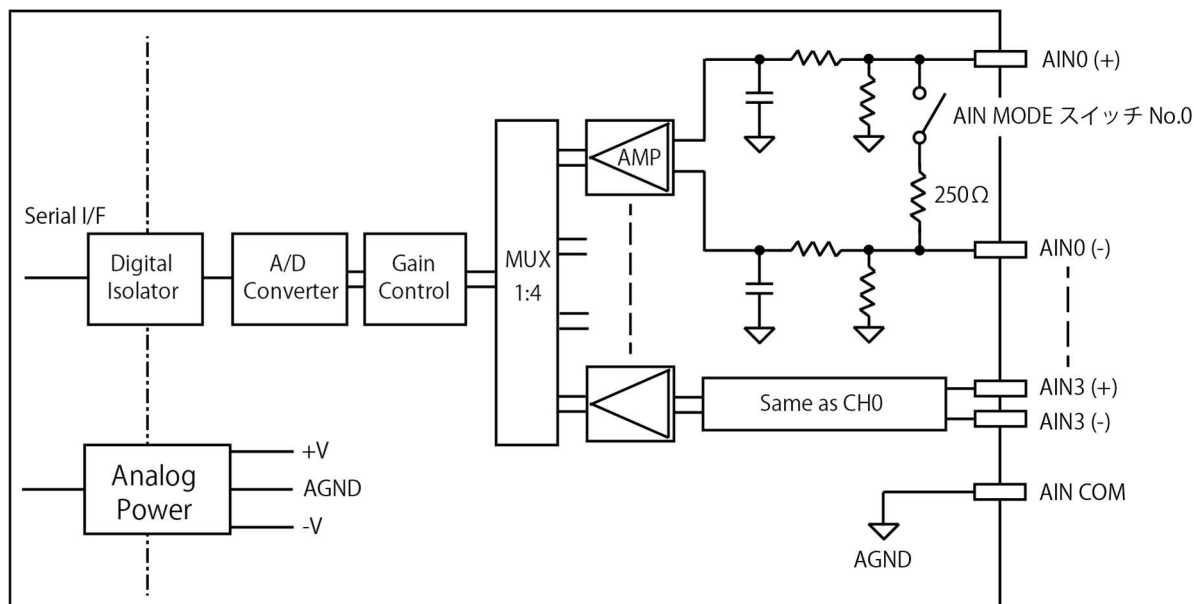 AIN0 (+)
AIN MODE スイッチ No.0
AMP
250Ω
Serial I/F
Digital
Isolator
A/D
Converter
Gain
Control
MUX
1:4
AIN0 (-)
Same as CH0
AIN3 (+)
AIN3 (-)
Analog
Power
+V
AGND
-V
AIN COM
AGND